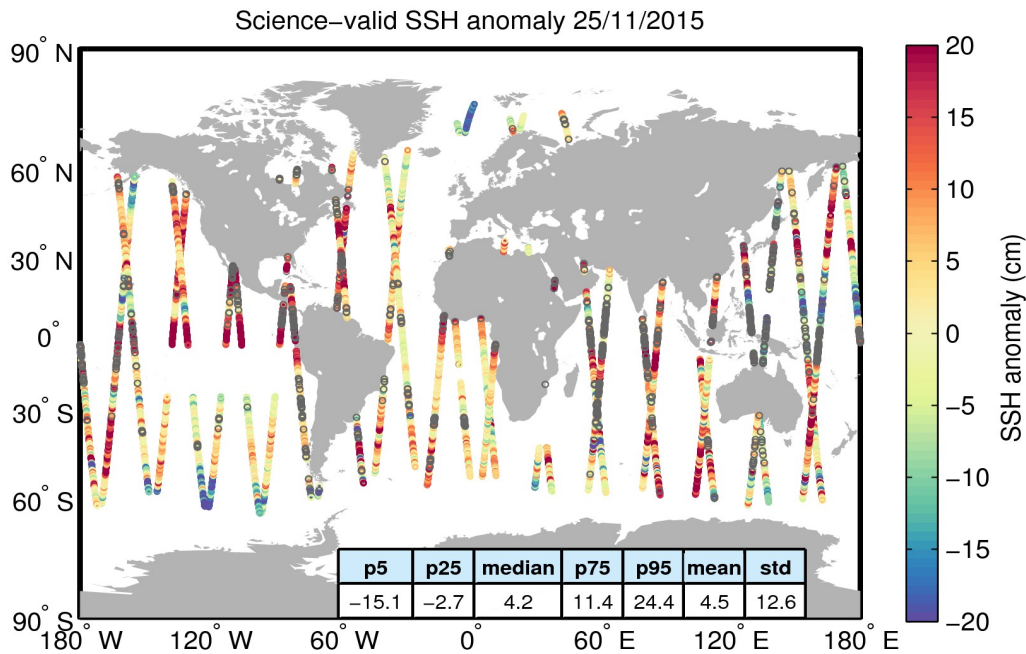 Science−valid SSH anomaly 25/11/2015
90° N
60° N
30° N
0°
30° S
60° S
90° S
180° W
120° W
60° W
0°
60° E
120° E
180° E
p5 p25 median p75 p95 mean std
−15.1 −2.7 4.2 11.4 24.4 4.5 12.6
20
15
10
5
0
−5
−10
−15
−20
SSH anomaly (cm)